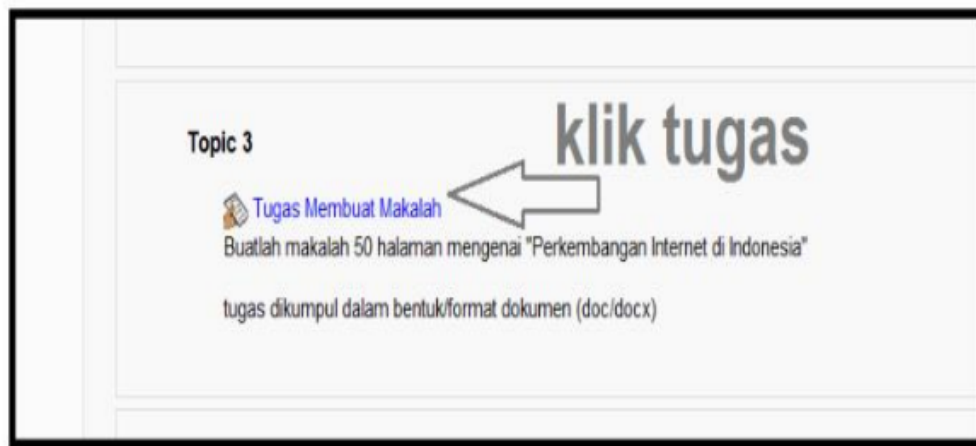 klik tugas
Topic 3
Tugas Membuat Makalah
Buatlah makalah 50 halaman mengenai "Perkembangan Internet di Indonesia"
tugas dikumpul dalam bentuk/format dokumen (doc/docx)